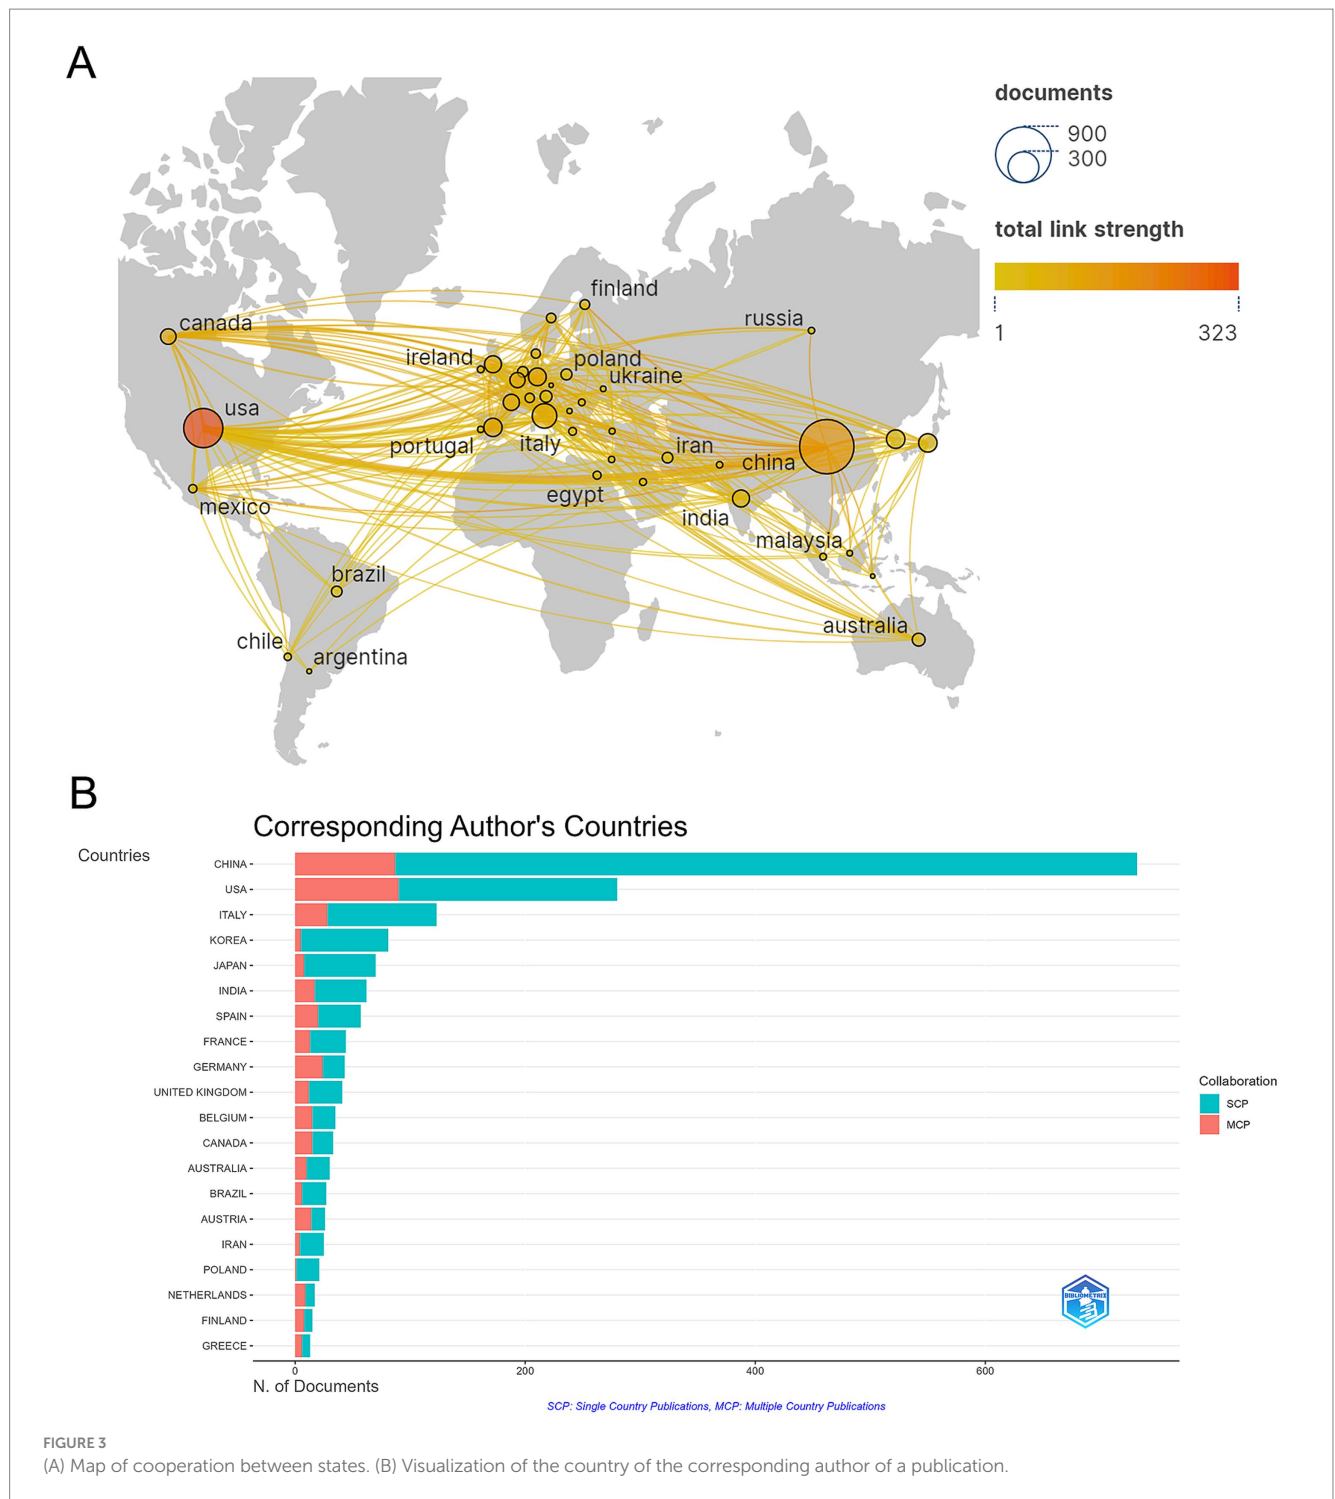 A
documents
900
300
total link strength
1 323
finland
canada
russia
ireland
poland
ukraine
usa
portugal
italy
iran
china
egypt
mexico
india
malaysia
brazil
australia
chile
argentina
B
Corresponding Author's Countries
Countries
CHINA
USA
ITALY
KOREA
JAPAN
INDIA
SPAIN
FRANCE
GERMANY
UNITED KINGDOM
BELGIUM
CANADA
AUSTRALIA
BRAZIL
AUSTRIA
IRAN
POLAND
NETHERLANDS
FINLAND
GREECE
Collaboration
SCP
MCP
BIBLIOMETRIX
0 200 400 600
N. of Documents
SCP: Single Country Publications, MCP: Multiple Country Publications
FIGURE 3
(A) Map of cooperation between states. (B) Visualization of the country of the corresponding author of a publication.